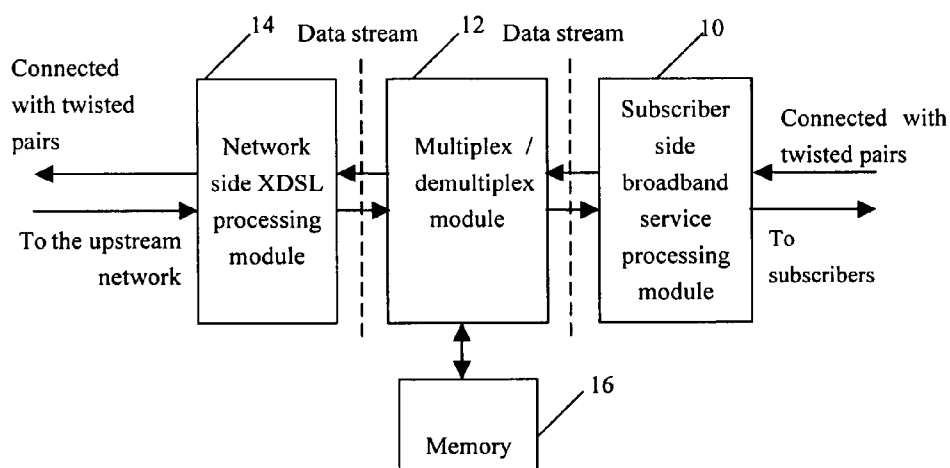 14
Data stream
12
Data stream
10
Connected
with twisted
pairs
Network
side XDSL
processing
module
To the upstream
network
Multiplex /
demultiplex
module
Subscriber
side
broadband
service
processing
module
Connected with
twisted pairs
To
subscribers
16
Memory